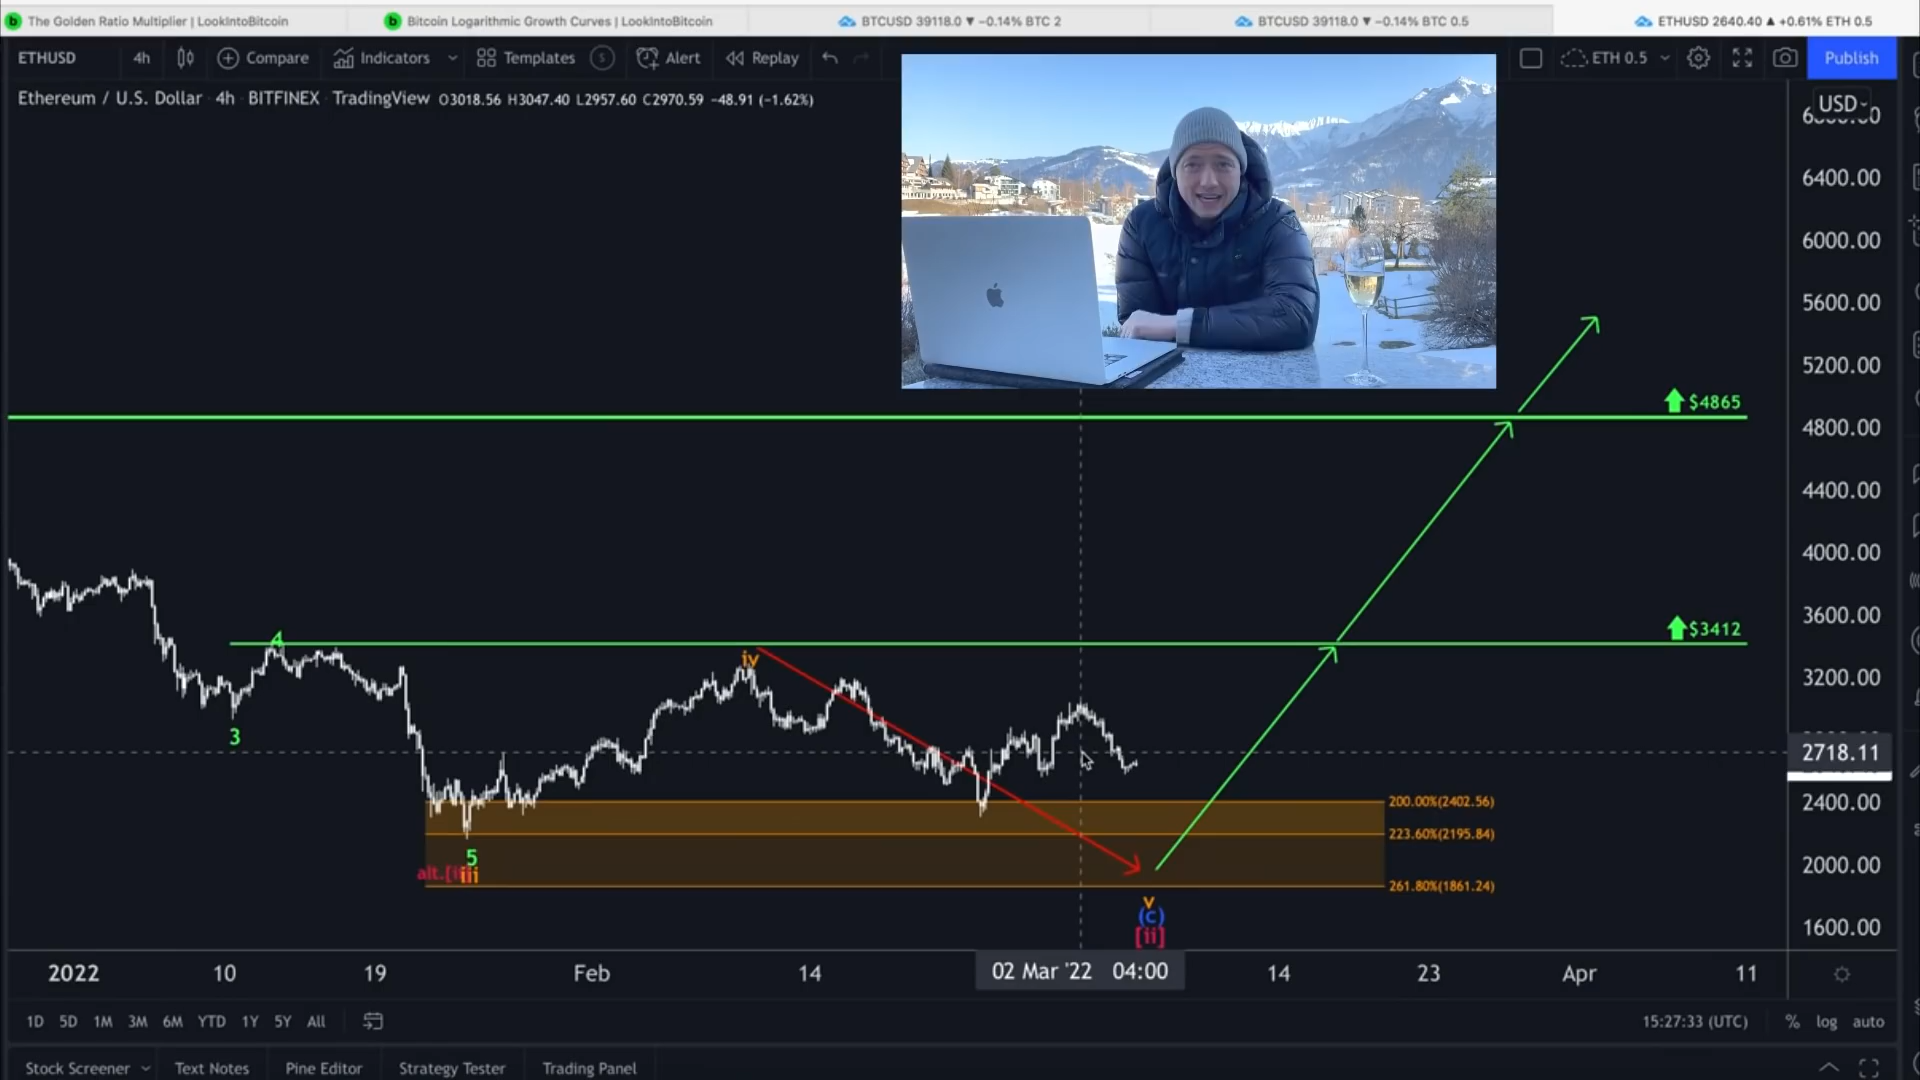 The Golden Ratio Multiplier | LookIntoBitcoin
Bitcoin Logarithmic Growth Curves | LookIntoBitcoin
BTCUSD 39118.0 ▼ −0.14% BTC 2
BTCUSD 39118.0 ▼ −0.14% BTC 0.5
ETHUSD 2640.40 ▲ +0.61% ETH 0.5
ETHUSD 4h Compare Indicators Templates S Alert Replay ETH 0.5 Publish
Ethereum / U.S. Dollar 4h BITFINEX TradingView O3018.56 H3047.40 L2957.60 C2970.59 −48.91 (−1.62%)
USD
6400.00
6000.00
5600.00
5200.00
$4865
4800.00
4400.00
4000.00
3600.00
$3412
4
iv
3200.00
3
2718.11
200.00%(2402.56)
2400.00
223.60%(2195.84)
5
2000.00
iii
261.80%(1861.24)
v
(c)
[ii]
1600.00
2022 10 19 Feb 14 02 Mar '22 04:00 14 23 Apr 11
1D 5D 1M 3M 6M YTD 1Y 5Y All 15:27:33 (UTC) % log auto
Stock Screener Text Notes Pine Editor Strategy Tester Trading Panel